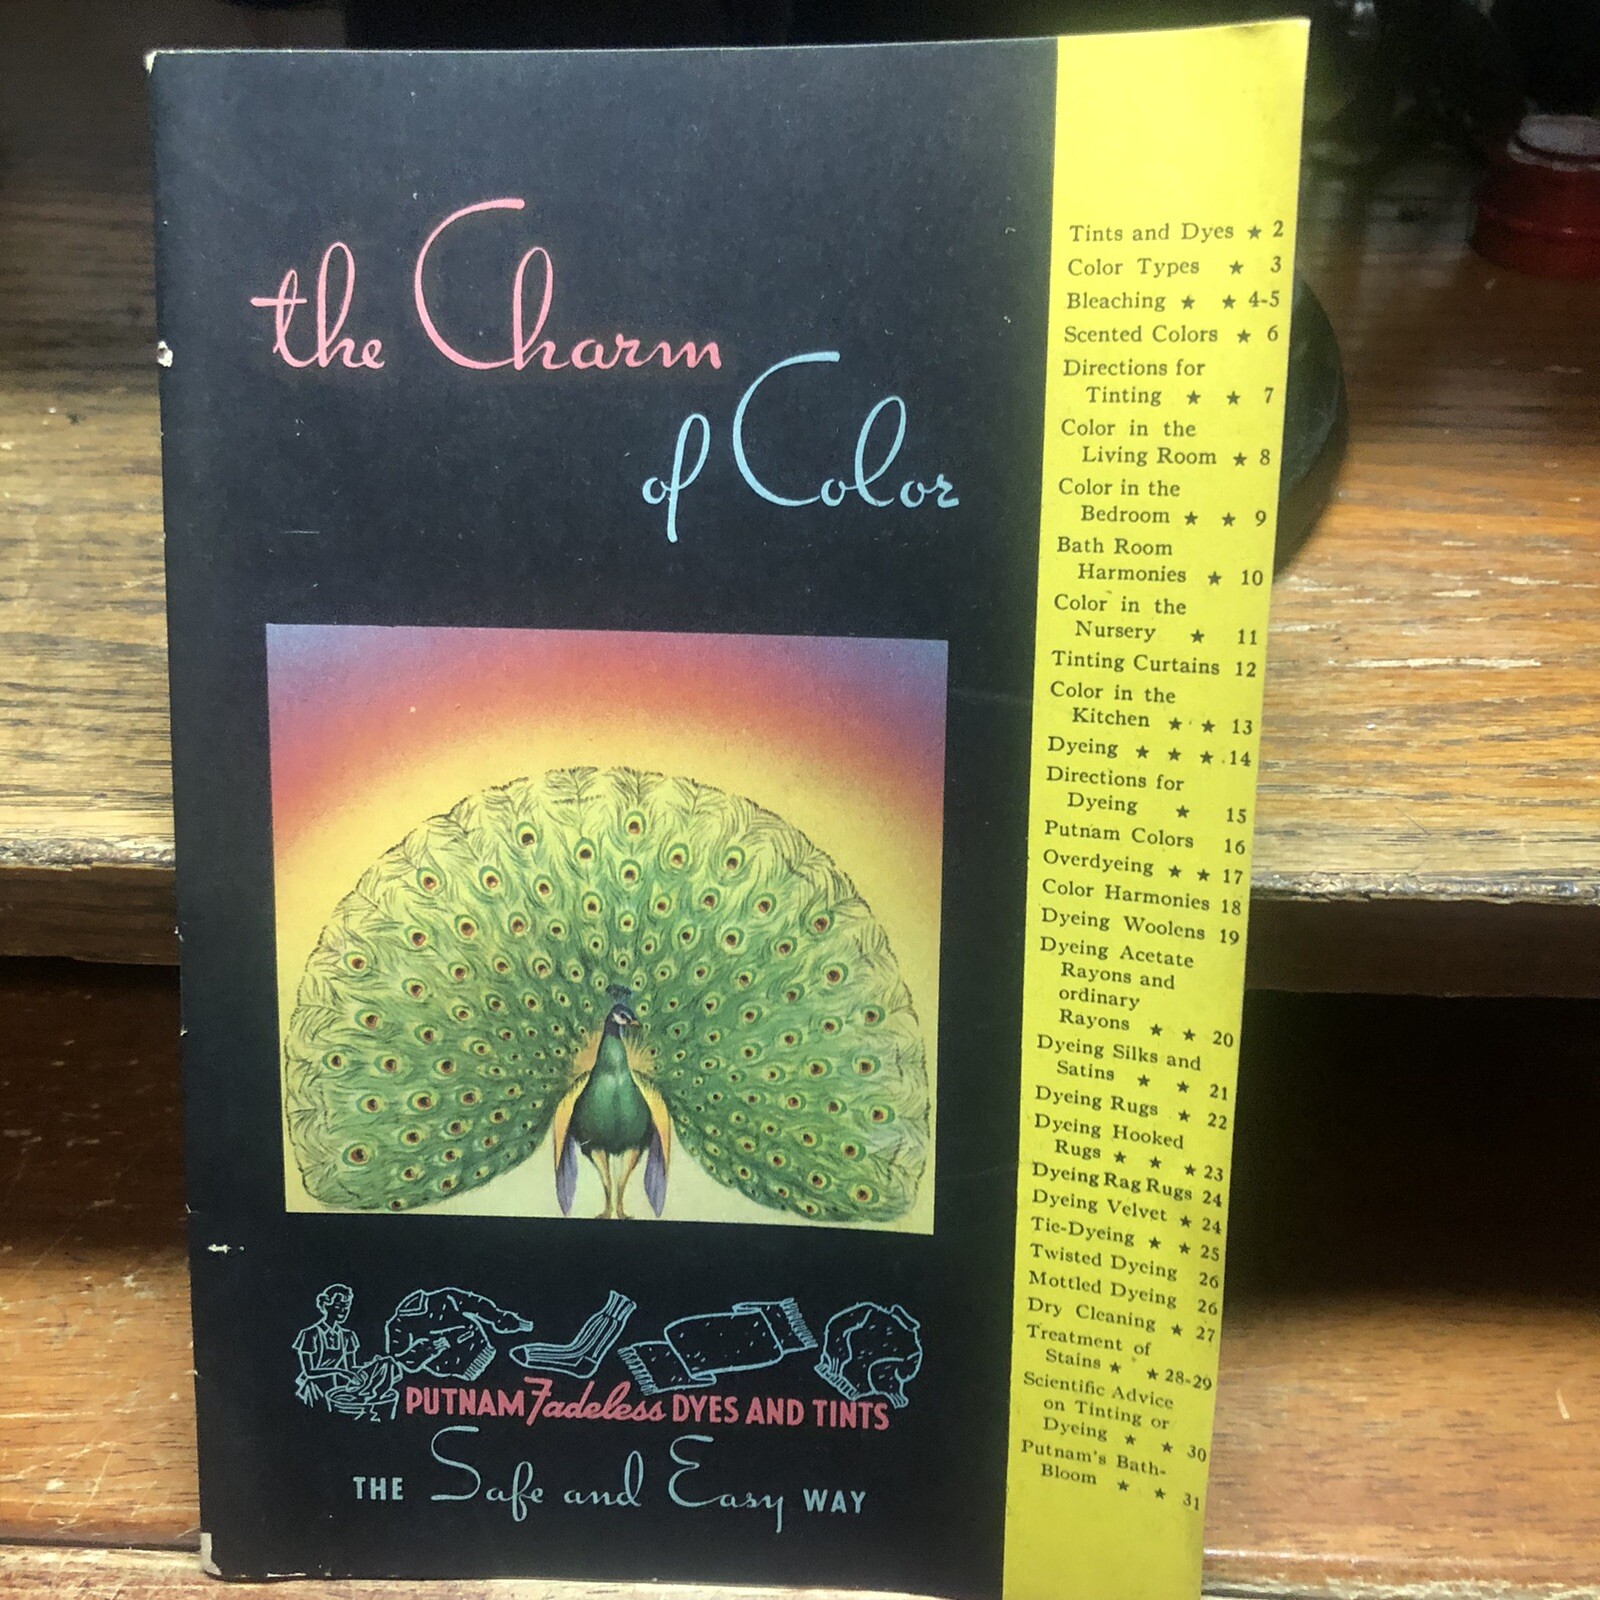 the Charm
of Color
PUTNAM Fadeless DYES AND TINTS
THE Safe and Easy WAY
Tints and Dyes ★ 2
Color Types ★ 3
Bleaching ★ ★ 4-5
Scented Colors ★ 6
Directions for
Tinting ★ ★ 7
Color in the
Living Room ★ 8
Color in the
Bedroom ★ ★ 9
Bath Room
Harmonies ★ 10
Color in the
Nursery ★ 11
Tinting Curtains 12
Color in the
Kitchen ★ ★ 13
Dyeing ★ ★ ★ 14
Directions for
Dyeing ★ 15
Putnam Colors 16
Overdyeing ★ ★ 17
Color Harmonies 18
Dyeing Woolens 19
Dyeing Acetate
Rayons and
ordinary
Rayons ★ ★ 20
Dyeing Silks and
Satins ★ ★ 21
Dyeing Rugs ★ 22
Dyeing Hooked
Rugs ★ ★ ★ 23
Dyeing Rag Rugs 24
Dyeing Velvet ★ 24
Tie-Dyeing ★ ★ 25
Twisted Dyeing 26
Mottled Dyeing 26
Dry Cleaning ★ 27
Treatment of
Stains ★ ★ 28-29
Scientific Advice
on Tinting or
Dyeing ★ ★ 30
Putnam's Bath-
Bloom ★ ★ 31